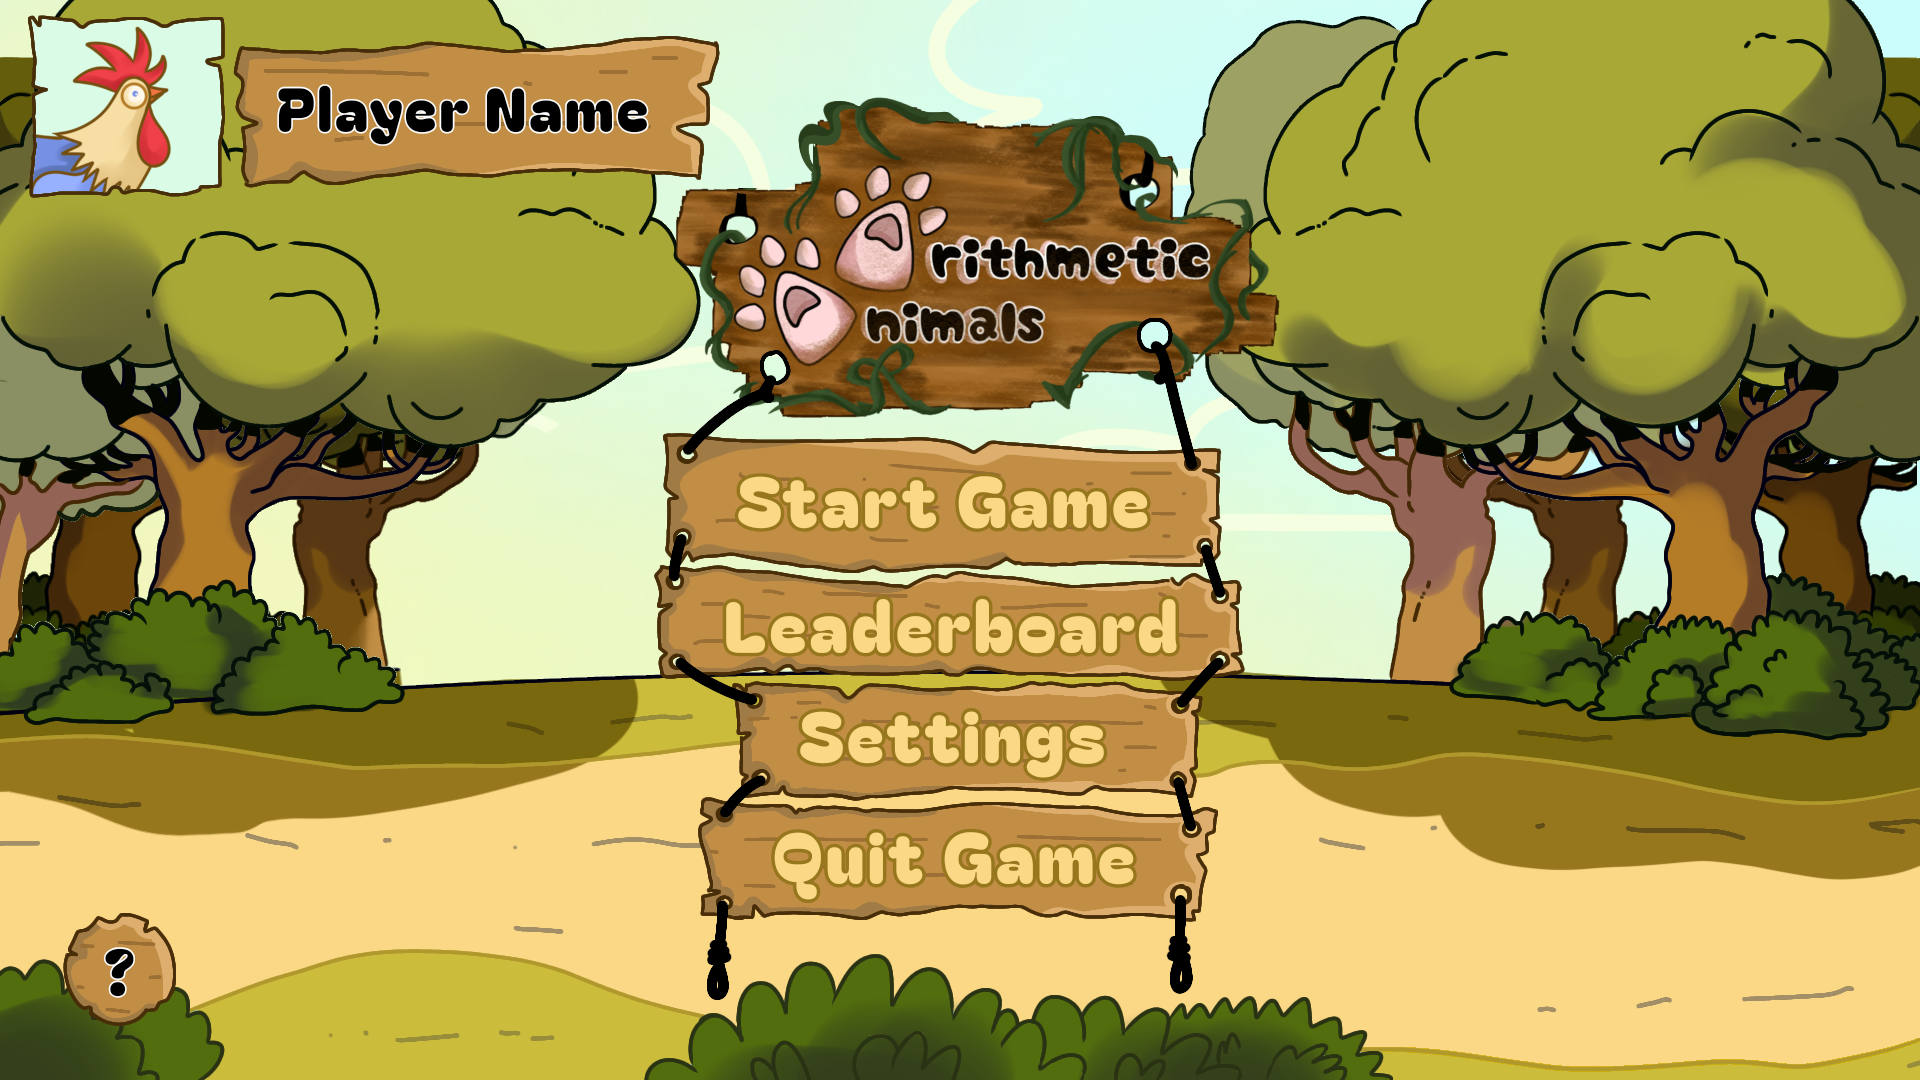 Player Name
rithmetic
nimals
Start Game
Leaderboard
Settings
Quit Game
?